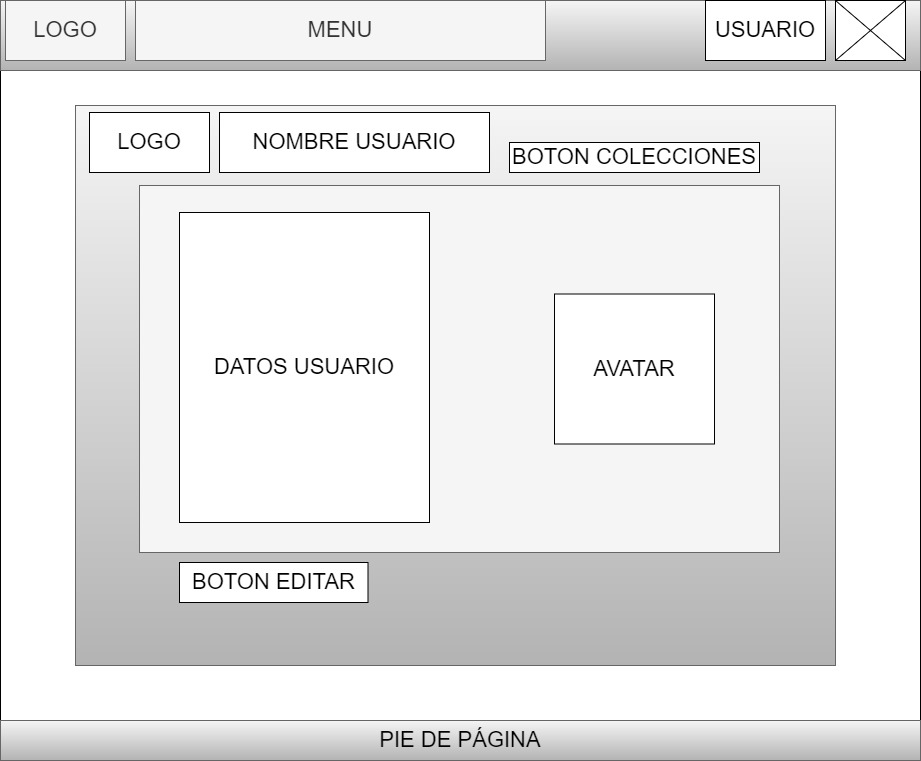 LOGO
MENU
USUARIO
LOGO
NOMBRE USUARIO
BOTON COLECCIONES
DATOS USUARIO
AVATAR
BOTON EDITAR
PIE DE PÁGINA